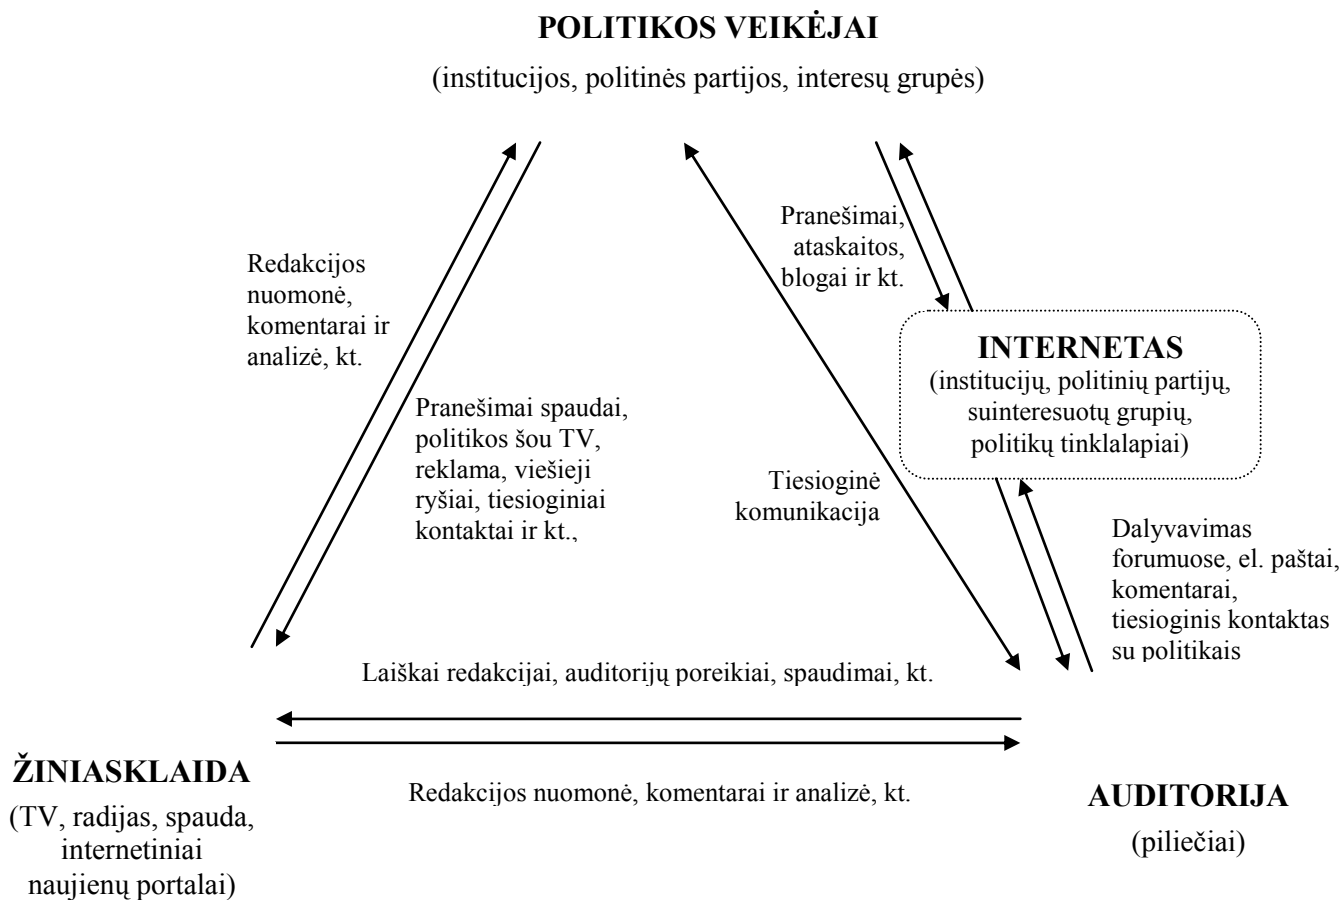 POLITIKOS VEIKĖJAI
(institucijos, politinės partijos, interesų grupės)
Pranešimai,
ataskaitos,
blogai ir kt.
Redakcijos
nuomonė,
komentarai ir
analizė, kt.
INTERNETAS
(institucijų, politinių partijų,
suinteresuotų grupių,
politikų tinklalapiai)
Pranešimai spaudai,
politikos šou TV,
reklama, viešieji
ryšiai, tiesioginiai
kontaktai ir kt.,
Tiesioginė
komunikacija
Dalyvavimas
forumuose, el. paštai,
komentarai,
tiesioginis kontaktas
su politikais
Laiškai redakcijai, auditorijų poreikiai, spaudimai, kt.
ŽINIASKLAIDA
(TV, radijas, spauda,
internetiniai
naujienų portalai)
Redakcijos nuomonė, komentarai ir analizė, kt.
AUDITORIJA
(piliečiai)